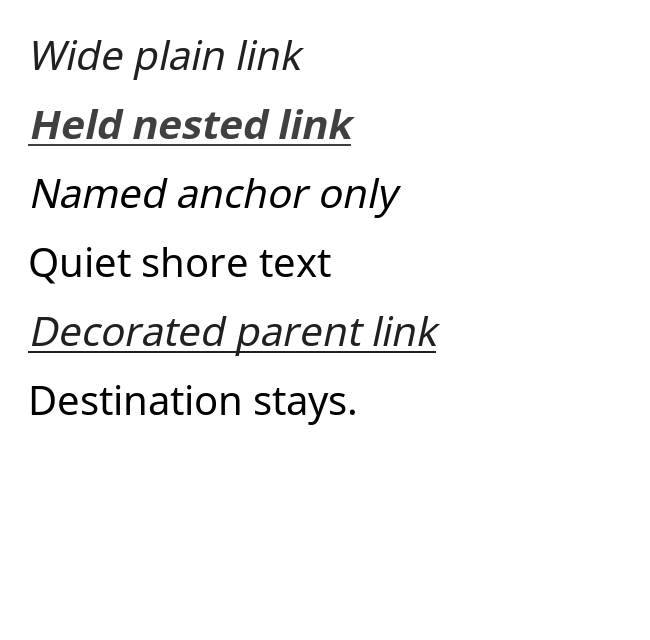 Wide plain link
Held nested link
Named anchor only
Quiet shore text
Decorated parent link
Destination stays.